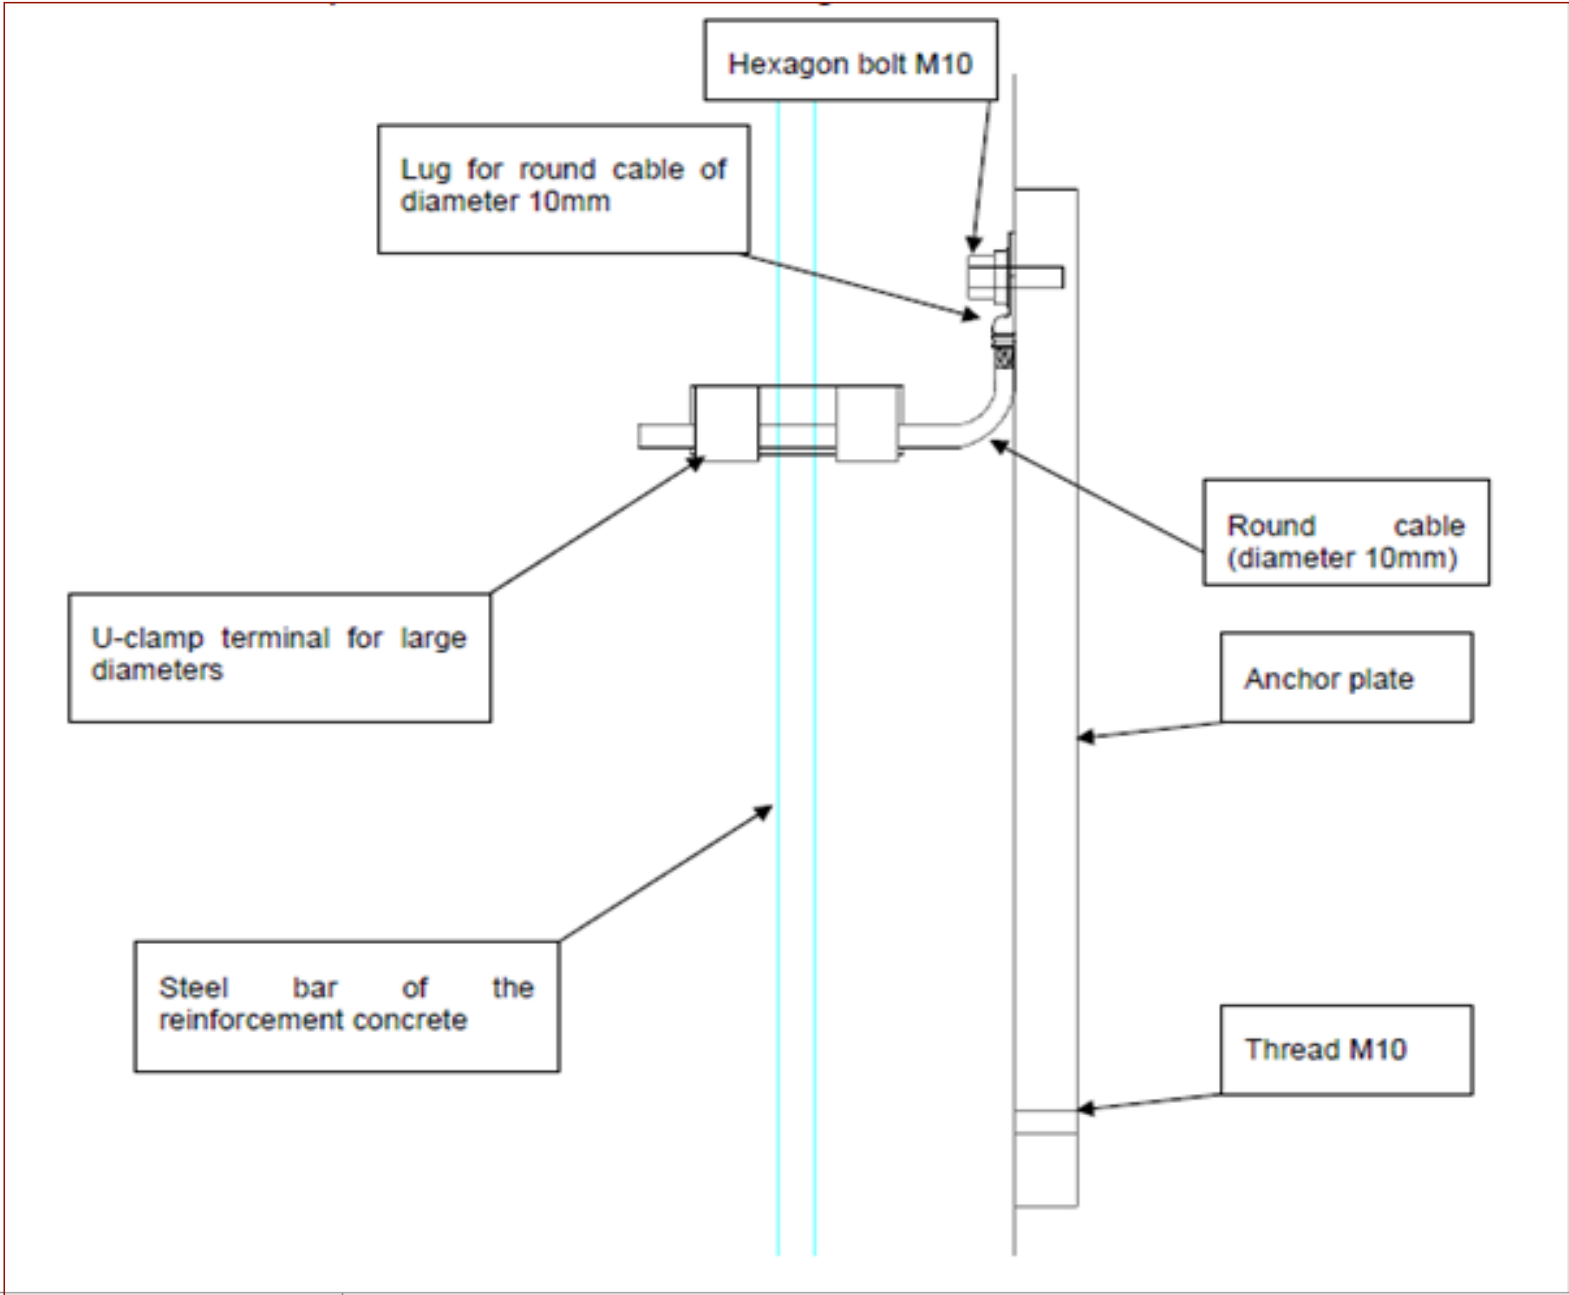 Hexagon bolt M10
Lug for round cable of
diameter 10mm
Round cable
(diameter 10mm)
U-clamp terminal for large
diameters
Anchor plate
Steel bar of the
reinforcement concrete
Thread M10